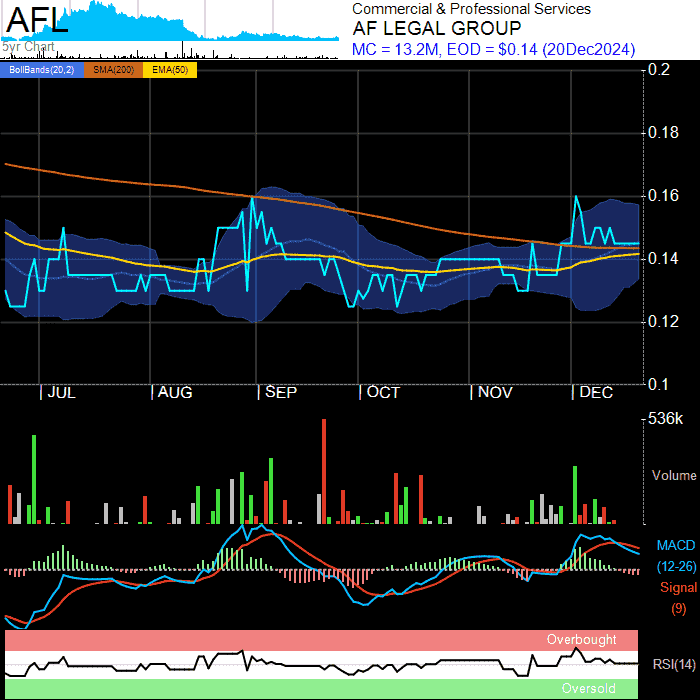 AFL
5yr Chart
Commercial & Professional Services
AF LEGAL GROUP
MC = 13.2M, EOD = $0.14 (20Dec2024)
BollBands(20,2) SMA(200) EMA(50)
0.2
0.18
0.16
0.14
0.12
0.1
JUL AUG SEP OCT NOV DEC
536k
Volume
MACD
(12-26)
Signal
(9)
Overbought
RSI(14)
Oversold